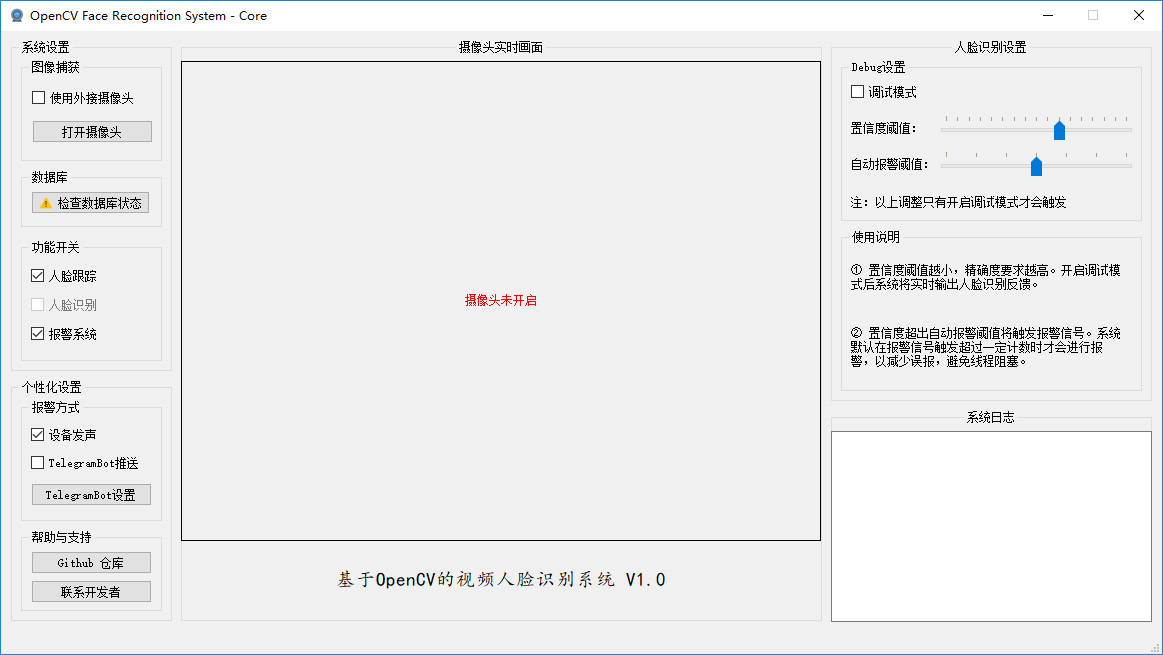 OpenCV Face Recognition System - Core
系统设置
图像捕获
使用外接摄像头
打开摄像头
数据库
检查数据库状态
功能开关
人脸跟踪
人脸识别
报警系统
个性化设置
报警方式
设备发声
TelegramBot推送
TelegramBot设置
帮助与支持
Github 仓库
联系开发者
摄像头实时画面
摄像头未开启
基于OpenCV的视频人脸识别系统 V1.0
人脸识别设置
Debug设置
调试模式
置信度阈值：
自动报警阈值：
注：以上调整只有开启调试模式才会触发
使用说明
① 置信度阈值越小，精确度要求越高。开启调试模
式后系统将实时输出人脸识别反馈。
② 置信度超出自动报警阈值将触发报警信号。系统
默认在报警信号触发超过一定计数时才会进行报
警，以减少误报，避免线程阻塞。
系统日志